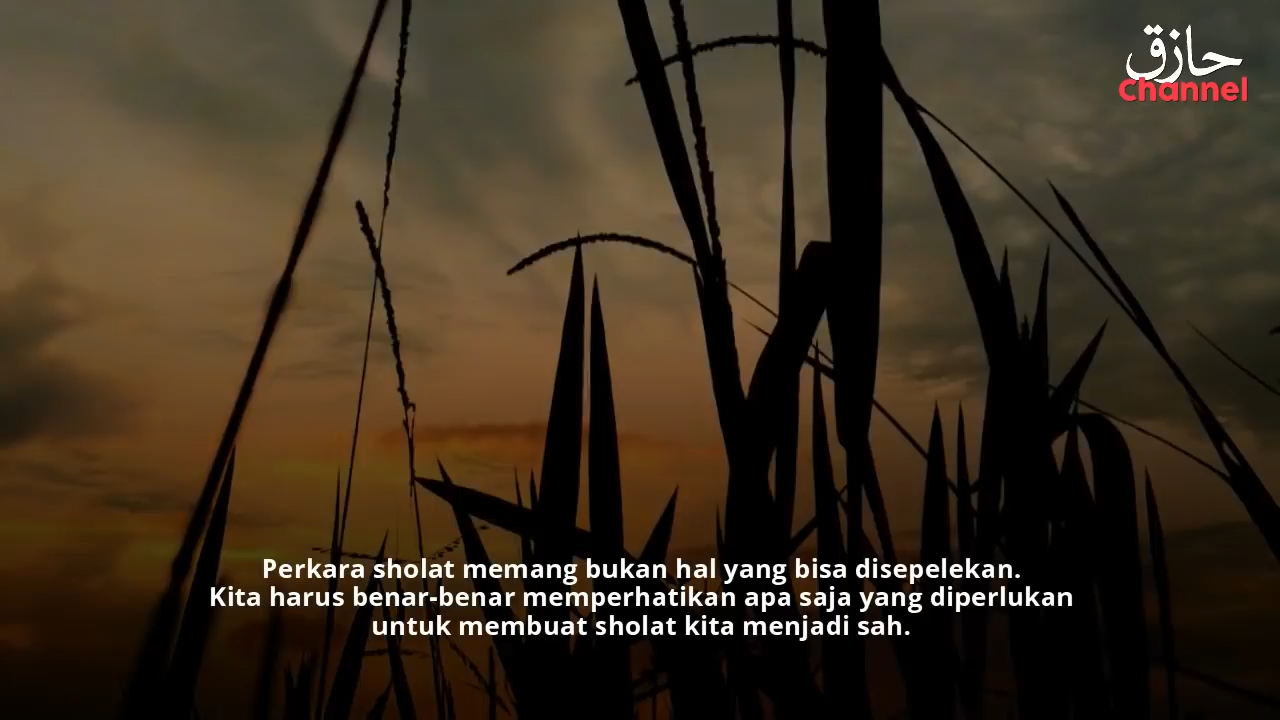 حازق
Channel
Perkara sholat memang bukan hal yang bisa disepelekan.
Kita harus benar-benar memperhatikan apa saja yang diperlukan
untuk membuat sholat kita menjadi sah.